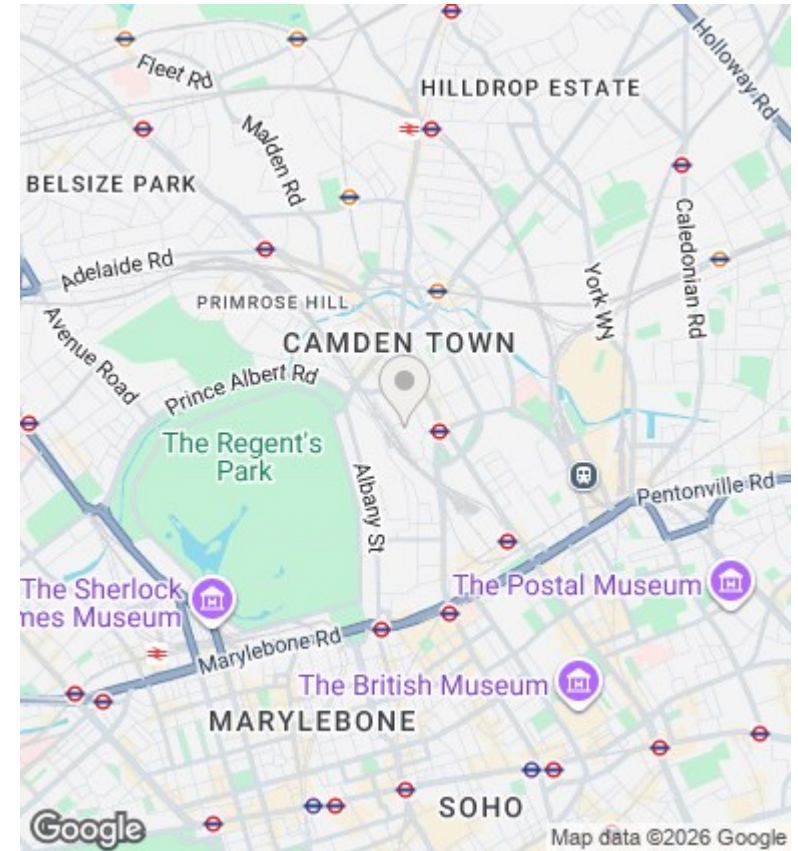 Fleet Rd
Holloway Rd
HILLDROP ESTATE
Malden Rd
BELSIZE PARK
Caledonian Rd
Adelaide Rd
York Wy
PRIMROSE HILL
Avenue Road
CAMDEN TOWN
Prince Albert Rd
The Regent's
Park
Albany St
Pentonville Rd
The Sherlock
mes Museum
The Postal Museum
Marylebone Rd
The British Museum
MARYLEBONE
SOHO
Google
Map data ©2026 Google